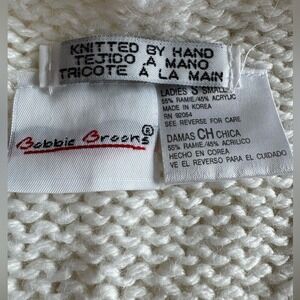 KNITTED BY HAND
TEJIDO A MANO
TRICOTE A LA MAIN
Bobbie Brooks®
LADIES S SMALL
55% RAMIE/45% ACRYLIC
MADE IN KOREA
RN 92064
SEE REVERSE FOR CARE
DAMAS CH CHICA
55% RAMIE/45% ACRILICO
HECHO EN COREA
VE EL REVERSO PARA EL CUIDADO